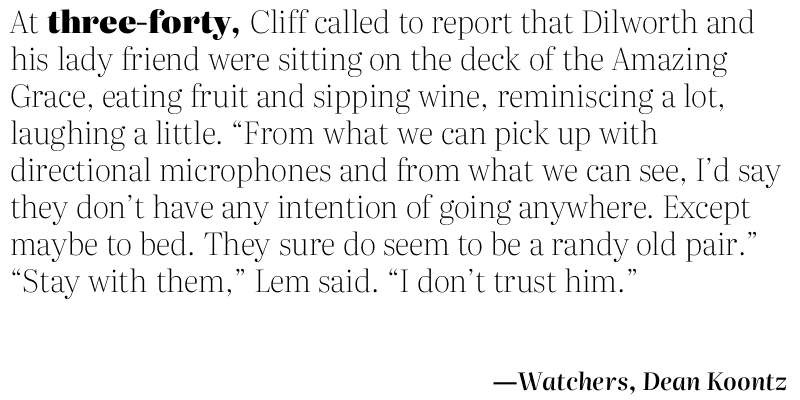 At three-forty, Cliff called to report that Dilworth and
his lady friend were sitting on the deck of the Amazing
Grace, eating fruit and sipping wine, reminiscing a lot,
laughing a little. “From what we can pick up with
directional microphones and from what we can see, I’d say
they don’t have any intention of going anywhere. Except
maybe to bed. They sure do seem to be a randy old pair.”
“Stay with them,” Lem said. “I don’t trust him.”
—Watchers, Dean Koontz